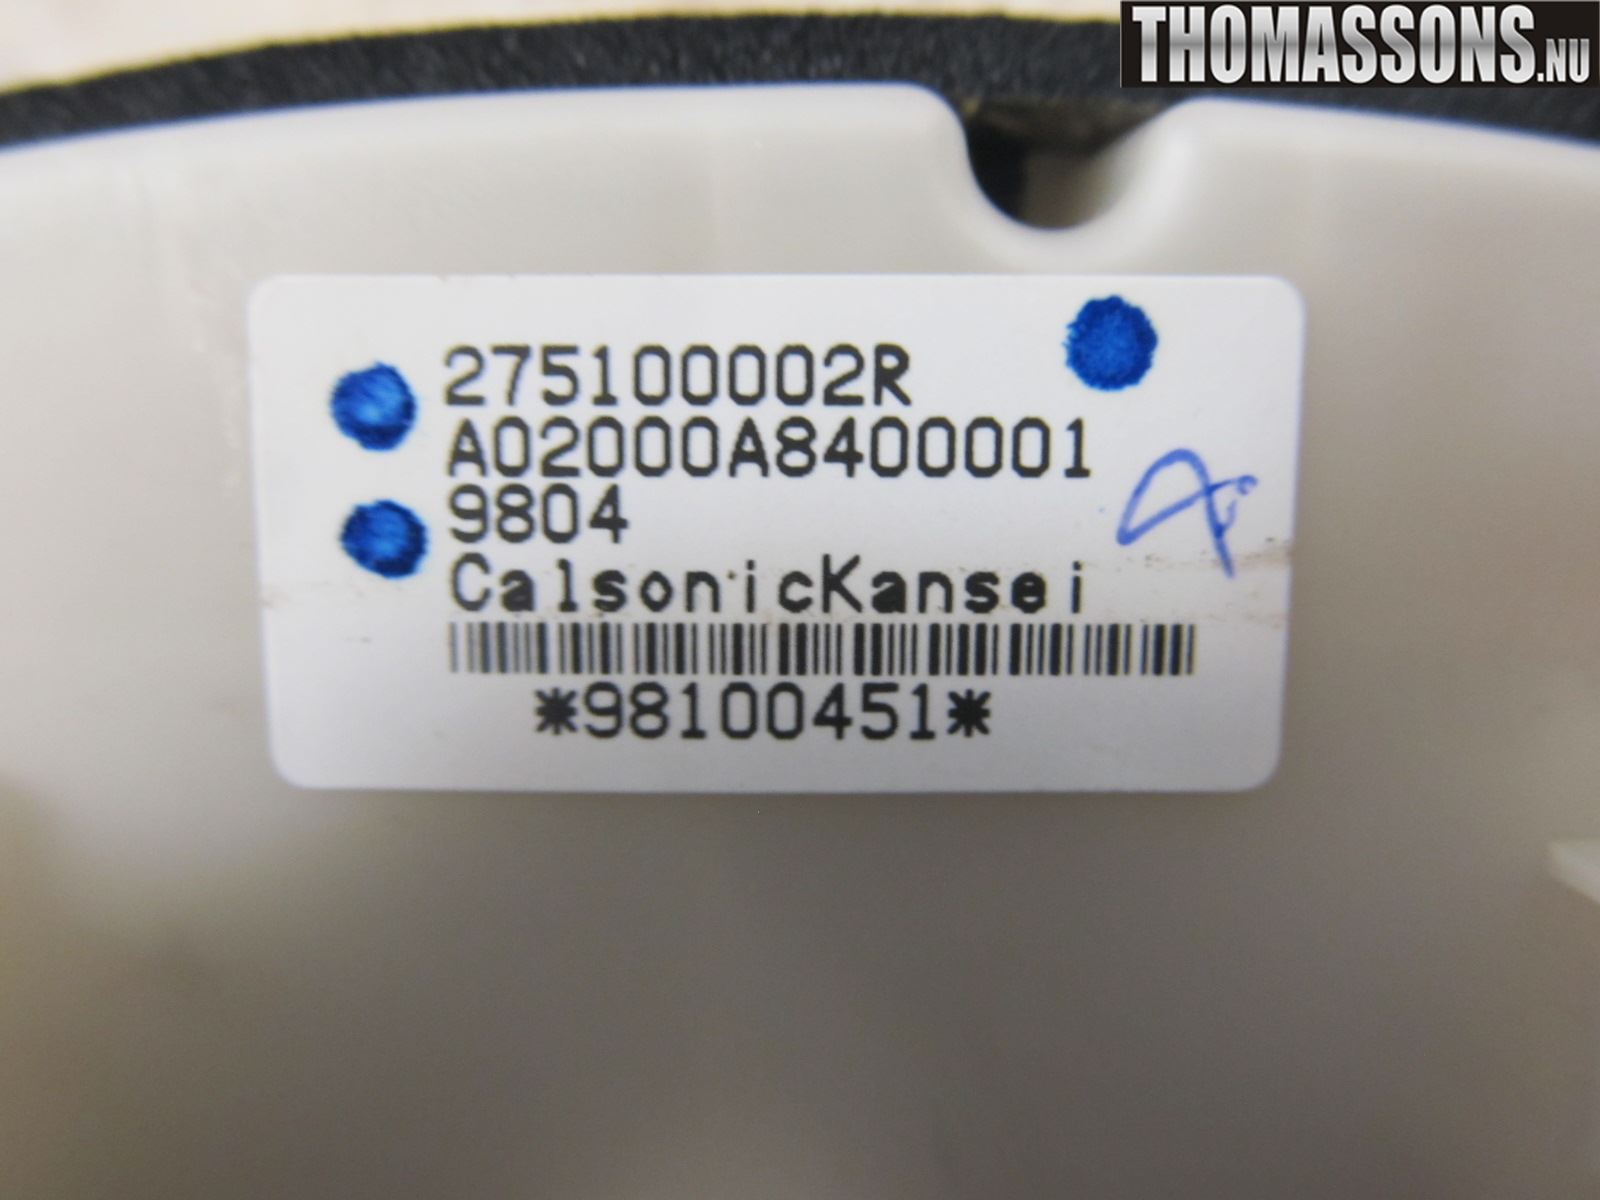 THOMASSONS.NU
275100002R
A02000A8400001
9804
CalsonicKansei
*98100451*